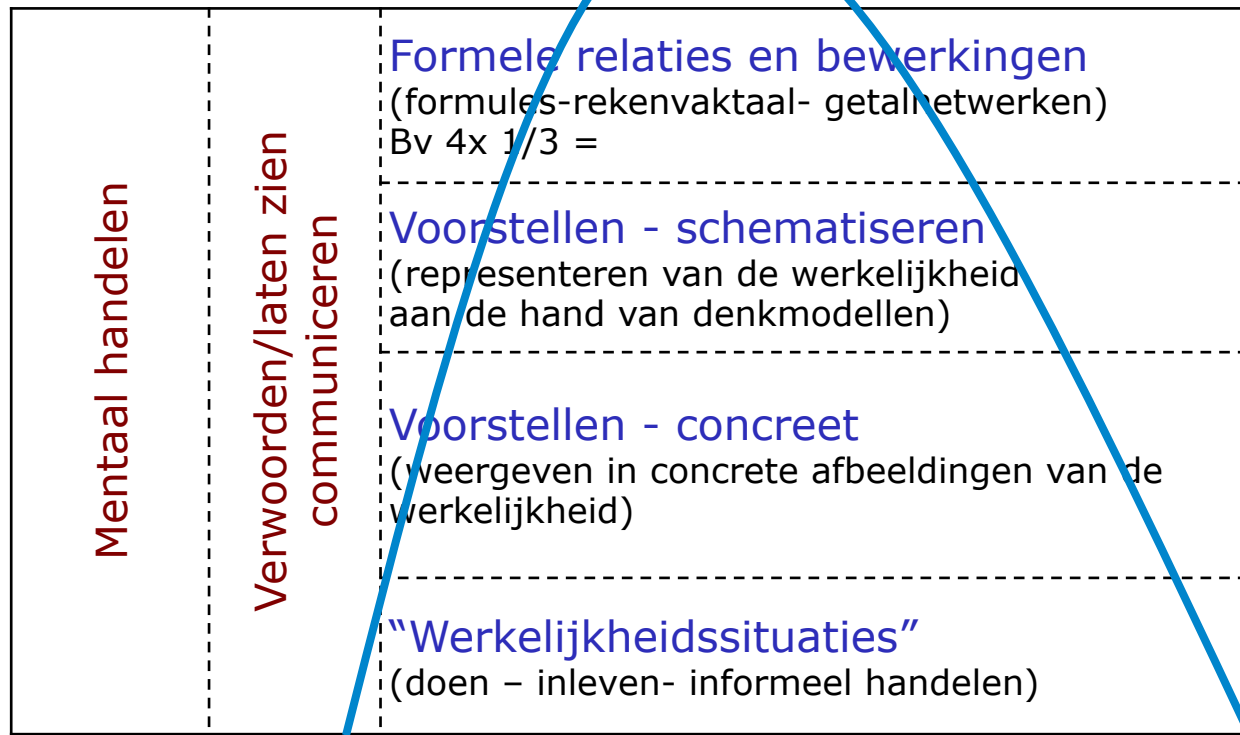 Mentaal handelen
Verwoorden/laten zien
communiceren
Formele relaties en bewerkingen
(formules-rekenvaktaal- getalnetwerken)
Bv 4x 1/3 =
Voorstellen - schematiseren
(representeren van de werkelijkheid
aan de hand van denkmodellen)
Voorstellen - concreet
(weergeven in concrete afbeeldingen van de
werkelijkheid)
“Werkelijkheidssituaties”
(doen – inleven- informeel handelen)